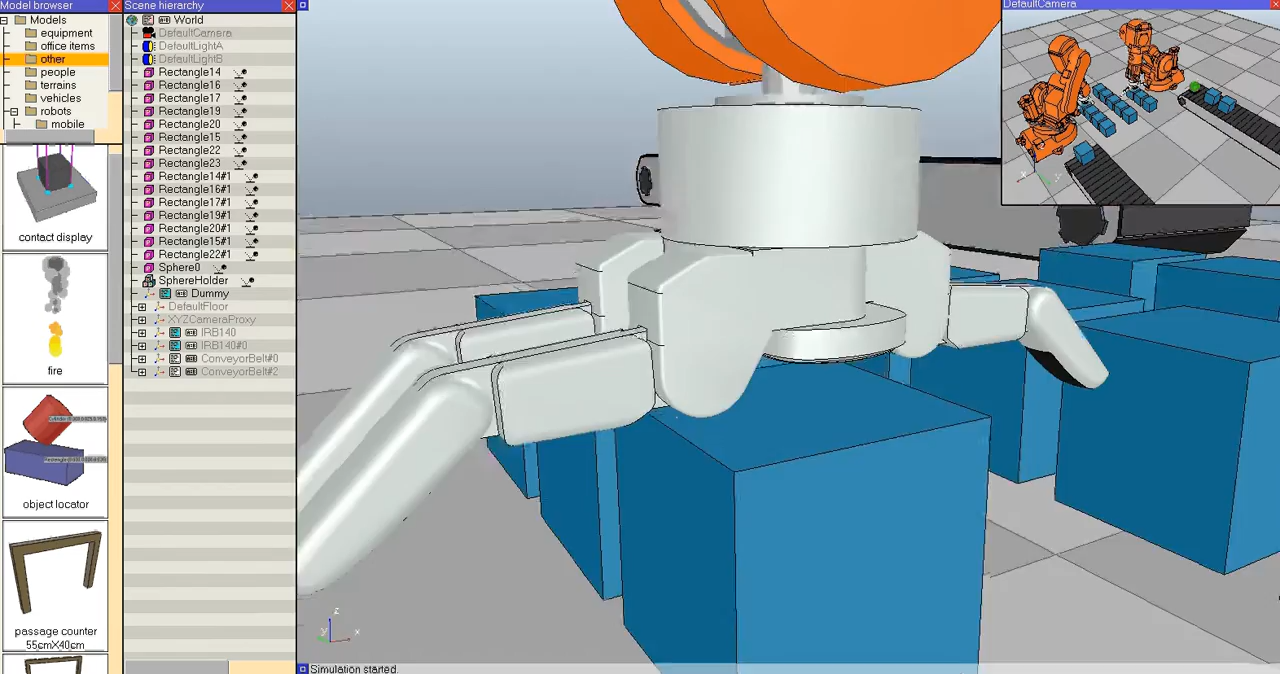 Model browser
Models
equipment
office items
other
people
terrains
vehicles
robots
mobile
contact display
fire
object locator
passage counter
55cmX40cm
Scene hierarchy
World
DefaultCamera
DefaultLightA
DefaultLightB
Rectangle14
Rectangle16
Rectangle17
Rectangle19
Rectangle20
Rectangle15
Rectangle22
Rectangle23
Rectangle14#1
Rectangle16#1
Rectangle17#1
Rectangle19#1
Rectangle20#1
Rectangle15#1
Rectangle22#1
Sphere0
SphereHolder
Dummy
DefaultFloor
XYZCameraProxy
IRB140
IRB140#0
ConveyorBelt#0
ConveyorBelt#2
DefaultCamera
x
y
z
y
x
Simulation started.